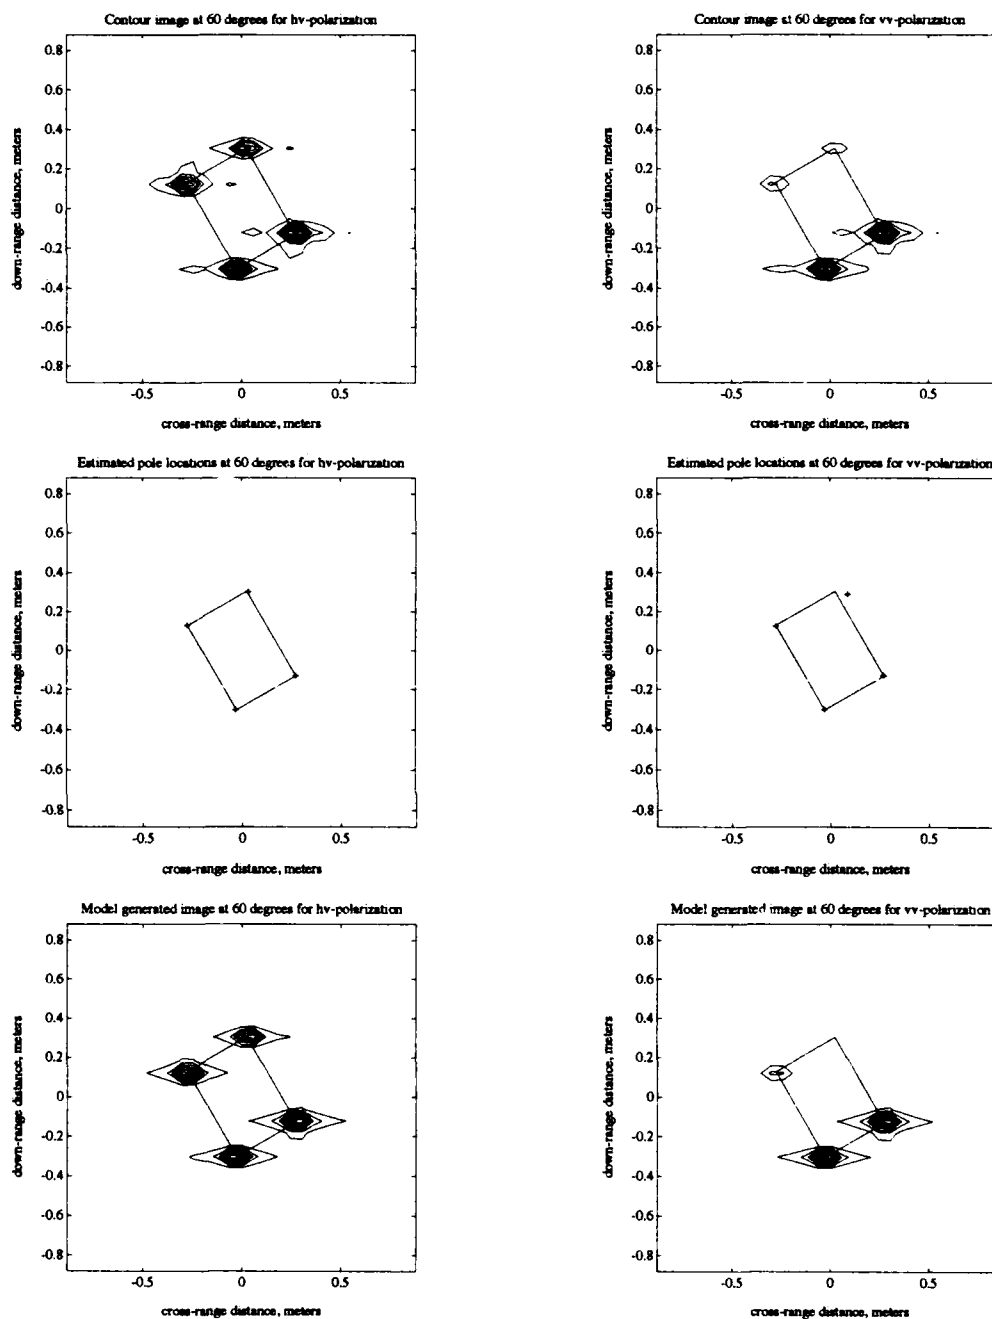 Contour image at 60 degrees for hv-polarization
0.8
0.6
0.4
0.2
0
-0.2
-0.4
-0.6
-0.8
down-range distance, meters
-0.5 0 0.5
cross-range distance, meters
Contour image at 60 degrees for vv-polarization
0.8
0.6
0.4
0.2
0
-0.2
-0.4
-0.6
-0.8
down-range distance, meters
-0.5 0 0.5
cross-range distance, meters
Estimated pole locations at 60 degrees for hv-polarization
0.8
0.6
0.4
0.2
0
-0.2
-0.4
-0.6
-0.8
down-range distance, meters
-0.5 0 0.5
cross-range distance, meters
Estimated pole locations at 60 degrees for vv-polarization
0.8
0.6
0.4
0.2
0
-0.2
-0.4
-0.6
-0.8
down-range distance, meters
-0.5 0 0.5
cross-range distance, meters
Model generated image at 60 degrees for hv-polarization
0.8
0.6
0.4
0.2
0
-0.2
-0.4
-0.6
-0.8
down-range distance, meters
-0.5 0 0.5
cross-range distance, meters
Model generated image at 60 degrees for vv-polarization
0.8
0.6
0.4
0.2
0
-0.2
-0.4
-0.6
-0.8
down-range distance, meters
-0.5 0 0.5
cross-range distance, meters